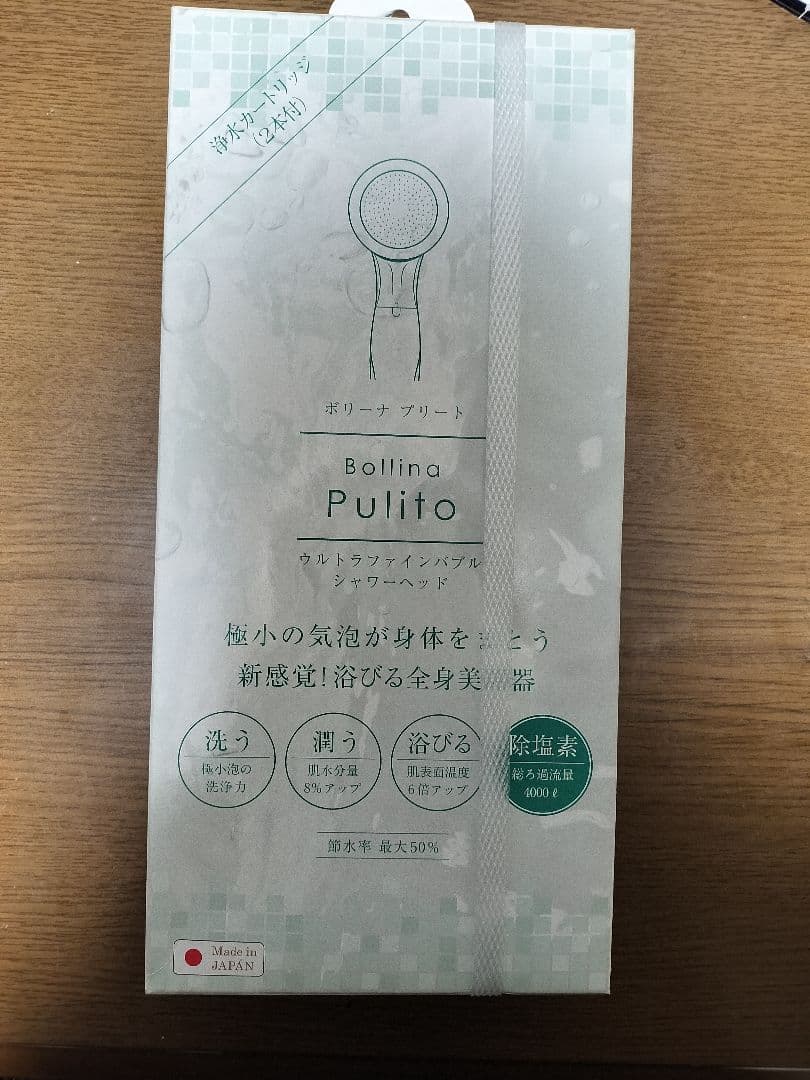 浄水カートリッジ
(2本付)
ボリーナ プリート
Bollina
Pulito
ウルトラファインバブル
シャワーヘッド
極小の気泡が身体をまとう
新感覚!浴びる全身美容器
洗う
極小泡の
洗浄力
潤う
肌水分量
8%アップ
浴びる
肌表面温度
6倍アップ
除塩素
総ろ過流量
4000ℓ
節水率 最大50%
Made in
JAPAN